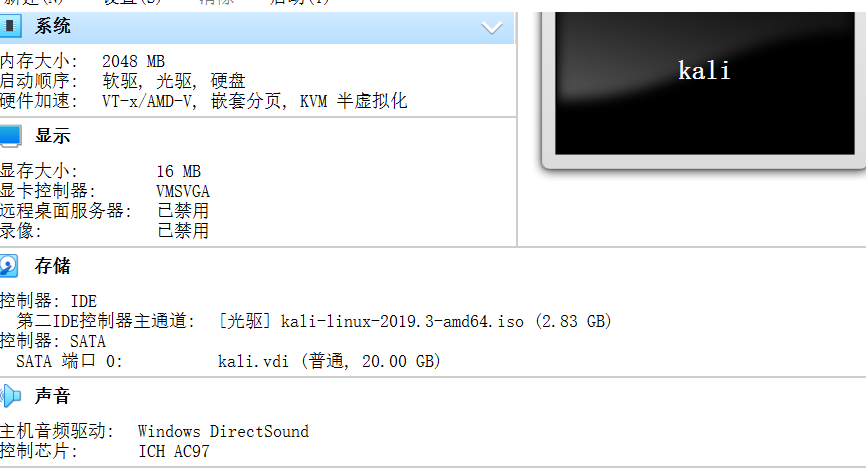 系统
内存大小: 2048 MB
启动顺序: 软驱, 光驱, 硬盘
硬件加速: VT-x/AMD-V, 嵌套分页, KVM 半虚拟化
kali
显示
显存大小: 16 MB
显卡控制器: VMSVGA
远程桌面服务器: 已禁用
录像: 已禁用
存储
控制器: IDE
第二IDE控制器主通道: [光驱] kali-linux-2019.3-amd64.iso (2.83 GB)
控制器: SATA
SATA 端口 0: kali.vdi (普通, 20.00 GB)
声音
主机音频驱动: Windows DirectSound
控制芯片: ICH AC97